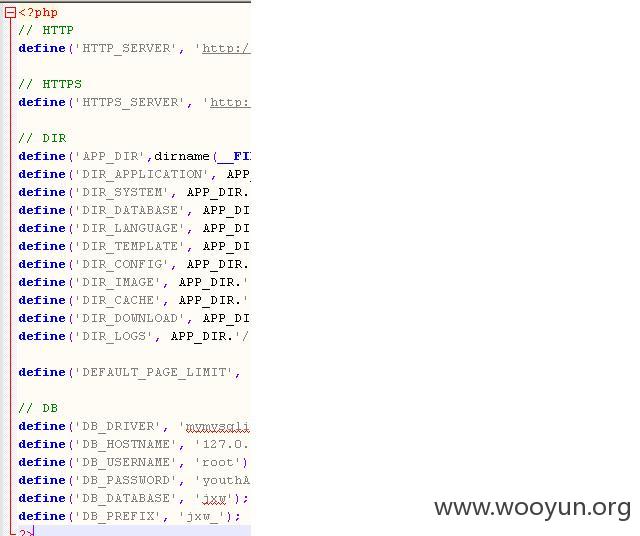 <?php
// HTTP
define('HTTP_SERVER', 'http:/
// HTTPS
define('HTTPS_SERVER', 'http:
// DIR
define('APP_DIR',dirname(__FI
define('DIR_APPLICATION', APP_
define('DIR_SYSTEM', APP_DIR.
define('DIR_DATABASE', APP_DI
define('DIR_LANGUAGE', APP_DI
define('DIR_TEMPLATE', APP_DI
define('DIR_CONFIG', APP_DIR.
define('DIR_IMAGE', APP_DIR.'
define('DIR_CACHE', APP_DIR.'
define('DIR_DOWNLOAD', APP_DI
define('DIR_LOGS', APP_DIR.'/
define('DEFAULT_PAGE_LIMIT',
// DB
define('DB_DRIVER', 'mymysqli
define('DB_HOSTNAME', '127.0.
define('DB_USERNAME', 'root')
define('DB_PASSWORD', 'youthA
define('DB_DATABASE', 'jxw');
define('DB_PREFIX', 'jxw_');
?>
www.wooyun.org